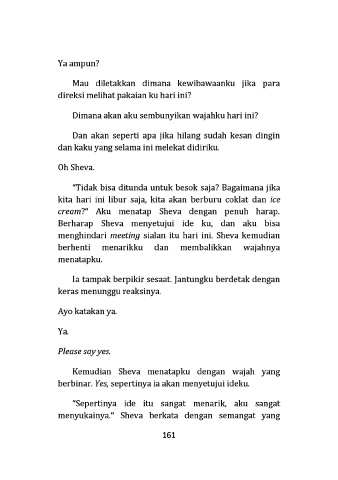 Ya ampun?
Mau diletakkan dimana kewibawaanku jika para
direksi melihat pakaian ku hari ini?
Dimana akan aku sembunyikan wajahku hari ini?
Dan akan seperti apa jika hilang sudah kesan dingin
dan kaku yang selama ini melekat didiriku.
Oh Sheva.
"Tidak bisa ditunda untuk besok saja? Bagaimana jika
kita hari ini libur saja, kita akan berburu coklat dan ice
cream?" Aku menatap Sheva dengan penuh harap.
Berharap Sheva menyetujui ide ku, dan aku bisa
menghindari meeting sialan itu hari ini. Sheva kemudian
berhenti menarikku dan membalikkan wajahnya
menatapku.
Ia tampak berpikir sesaat. Jantungku berdetak dengan
keras menunggu reaksinya.
Ayo katakan ya.
Ya.
Please say yes.
Kemudian Sheva menatapku dengan wajah yang
berbinar. Yes, sepertinya ia akan menyetujui ideku.
"Sepertinya ide itu sangat menarik, aku sangat
menyukainya." Sheva berkata dengan semangat yang
161